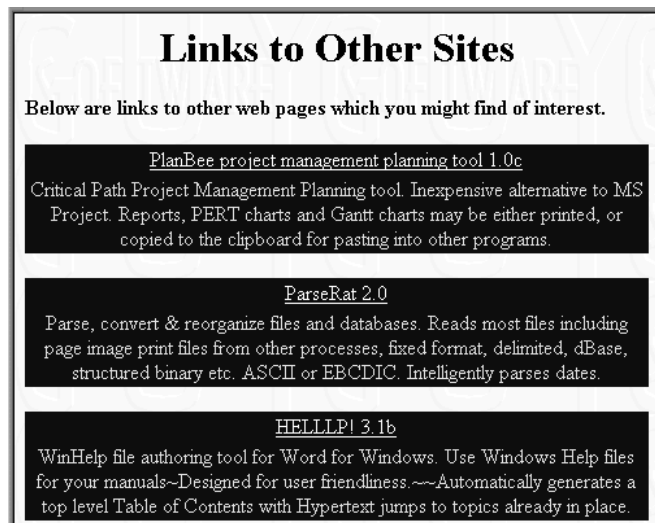 Links to Other Sites
Below are links to other web pages which you might find of interest.
PlanBee project management planning tool 1.0c
Critical Path Project Management Planning tool. Inexpensive alternative to MS
Project. Reports, PERT charts and Gantt charts may be either printed, or
copied to the clipboard for pasting into other programs.
ParseRat 2.0
Parse, convert & reorganize files and databases. Reads most files including
page image print files from other processes, fixed format, delimited, dBase,
structured binary etc. ASCII or EBCDIC. Intelligently parses dates.
HELLLP! 3.1b
WinHelp file authoring tool for Word for Windows. Use Windows Help files
for your manuals~Designed for user friendliness.~~Automatically generates a
top level Table of Contents with Hypertext jumps to topics already in place.